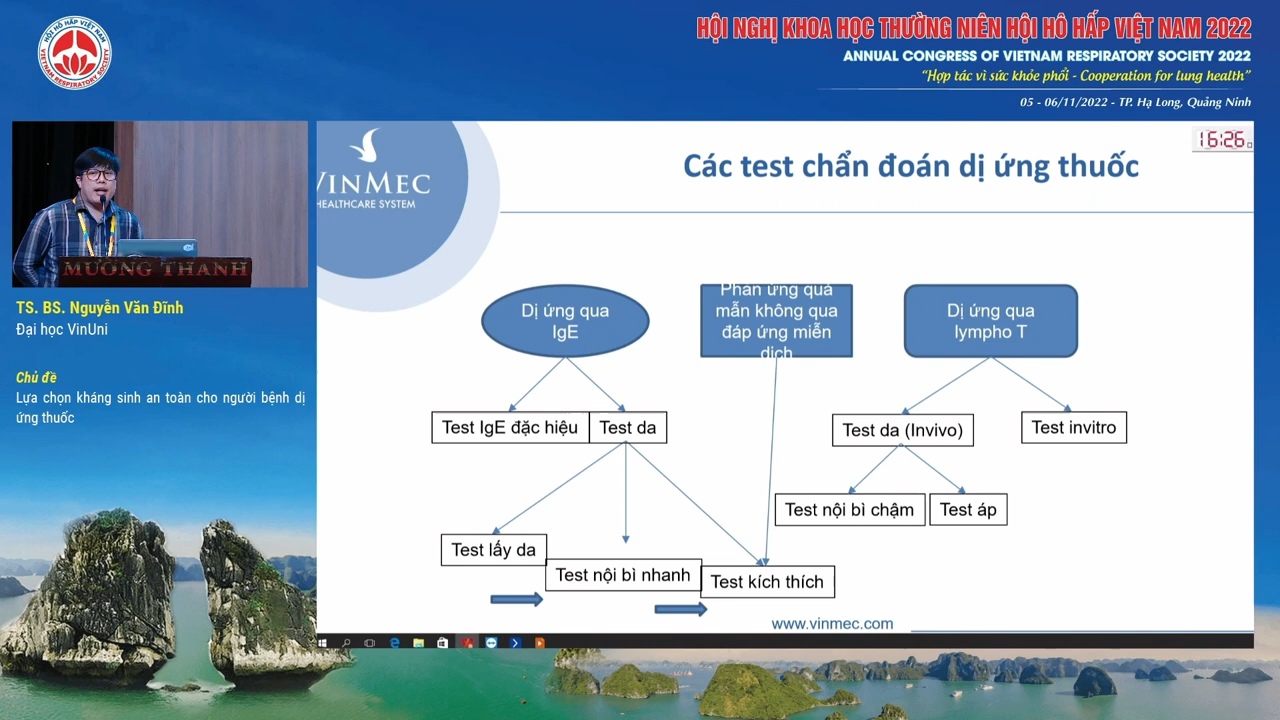 HỘI HÔ HẤP VIỆT NAM
VIETNAM RESPIRATORY SOCIETY
HỘI NGHỊ KHOA HỌC THƯỜNG NIÊN HỘI HÔ HẤP VIỆT NAM 2022
ANNUAL CONGRESS OF VIETNAM RESPIRATORY SOCIETY 2022
“Hợp tác vì sức khỏe phổi - Cooperation for lung health”
05 - 06/11/2022 - TP. Hạ Long, Quảng Ninh
MƯỜNG THANH
TS. BS. Nguyễn Văn Đĩnh
Đại học VinUni
Chủ đề
Lựa chọn kháng sinh an toàn cho người bệnh dị
ứng thuốc
VINMEC
HEALTHCARE SYSTEM
16:26
Các test chẩn đoán dị ứng thuốc
Dị ứng qua
IgE
Phản ứng quá
mẫn không qua
đáp ứng miễn
dịch
Dị ứng qua
lympho T
Test IgE đặc hiệu
Test da
Test da (Invivo)
Test invitro
Test nội bì chậm
Test áp
Test lấy da
Test nội bì nhanh
Test kích thích
www.vinmec.com